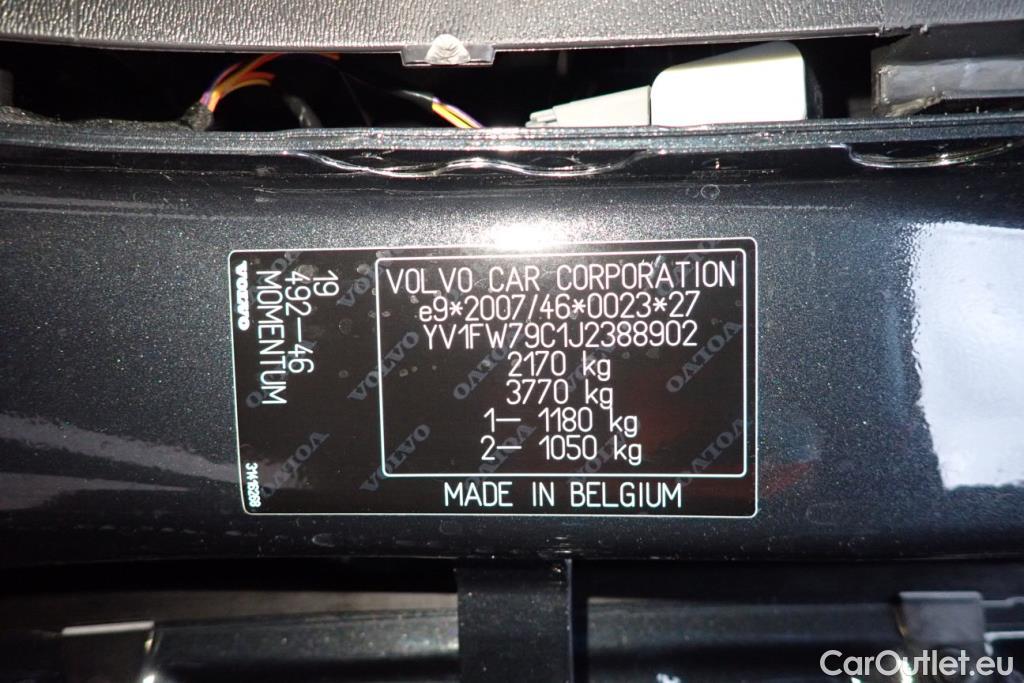 VOLVO
19
492-46
MOMENTUM
VOLVO CAR CORPORATION
e9*2007/46*0023*27
YV1FW79C1J2388902
2170 kg
3770 kg
1- 1180 kg
2- 1050 kg
MADE IN BELGIUM
CarOutlet.eu